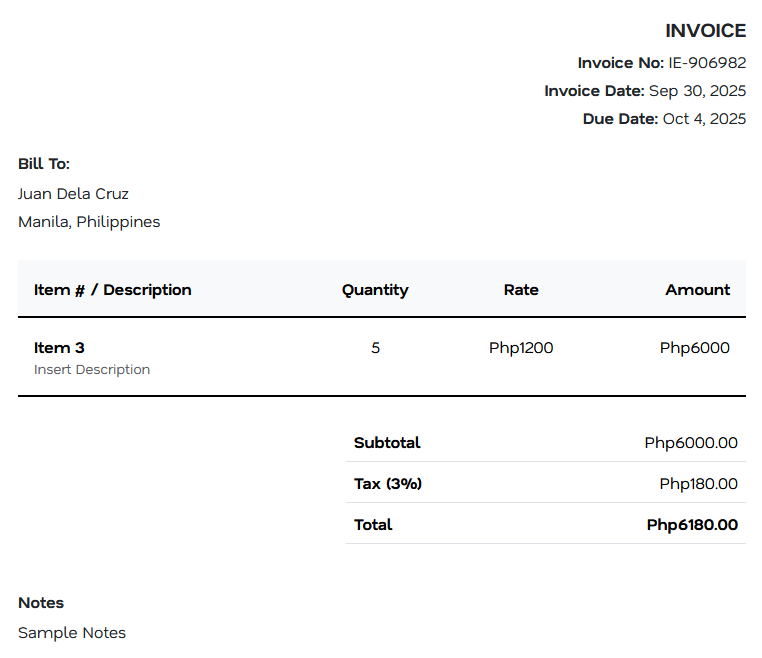 INVOICE
Invoice No: IE-906982
Invoice Date: Sep 30, 2025
Due Date: Oct 4, 2025
Bill To:
Juan Dela Cruz
Manila, Philippines
Item # / Description Quantity Rate Amount
Item 3 5 Php1200 Php6000
Insert Description
Subtotal Php6000.00
Tax (3%) Php180.00
Total Php6180.00
Notes
Sample Notes